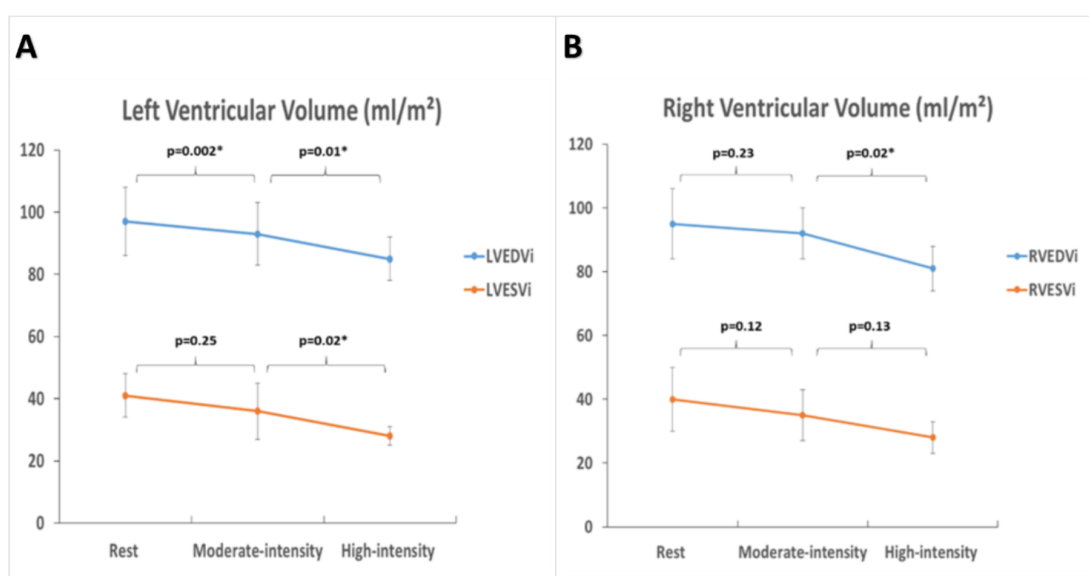 A
Left Ventricular Volume (ml/m²)
120
p=0.002*
p=0.01*
100
80
LVEDVi
LVESVi
60
p=0.25
p=0.02*
40
20
0
Rest
Moderate-intensity
High-intensity
B
Right Ventricular Volume (ml/m²)
120
p=0.23
p=0.02*
100
80
RVEDVi
RVESVi
60
p=0.12
p=0.13
40
20
0
Rest
Moderate-intensity
High-intensity